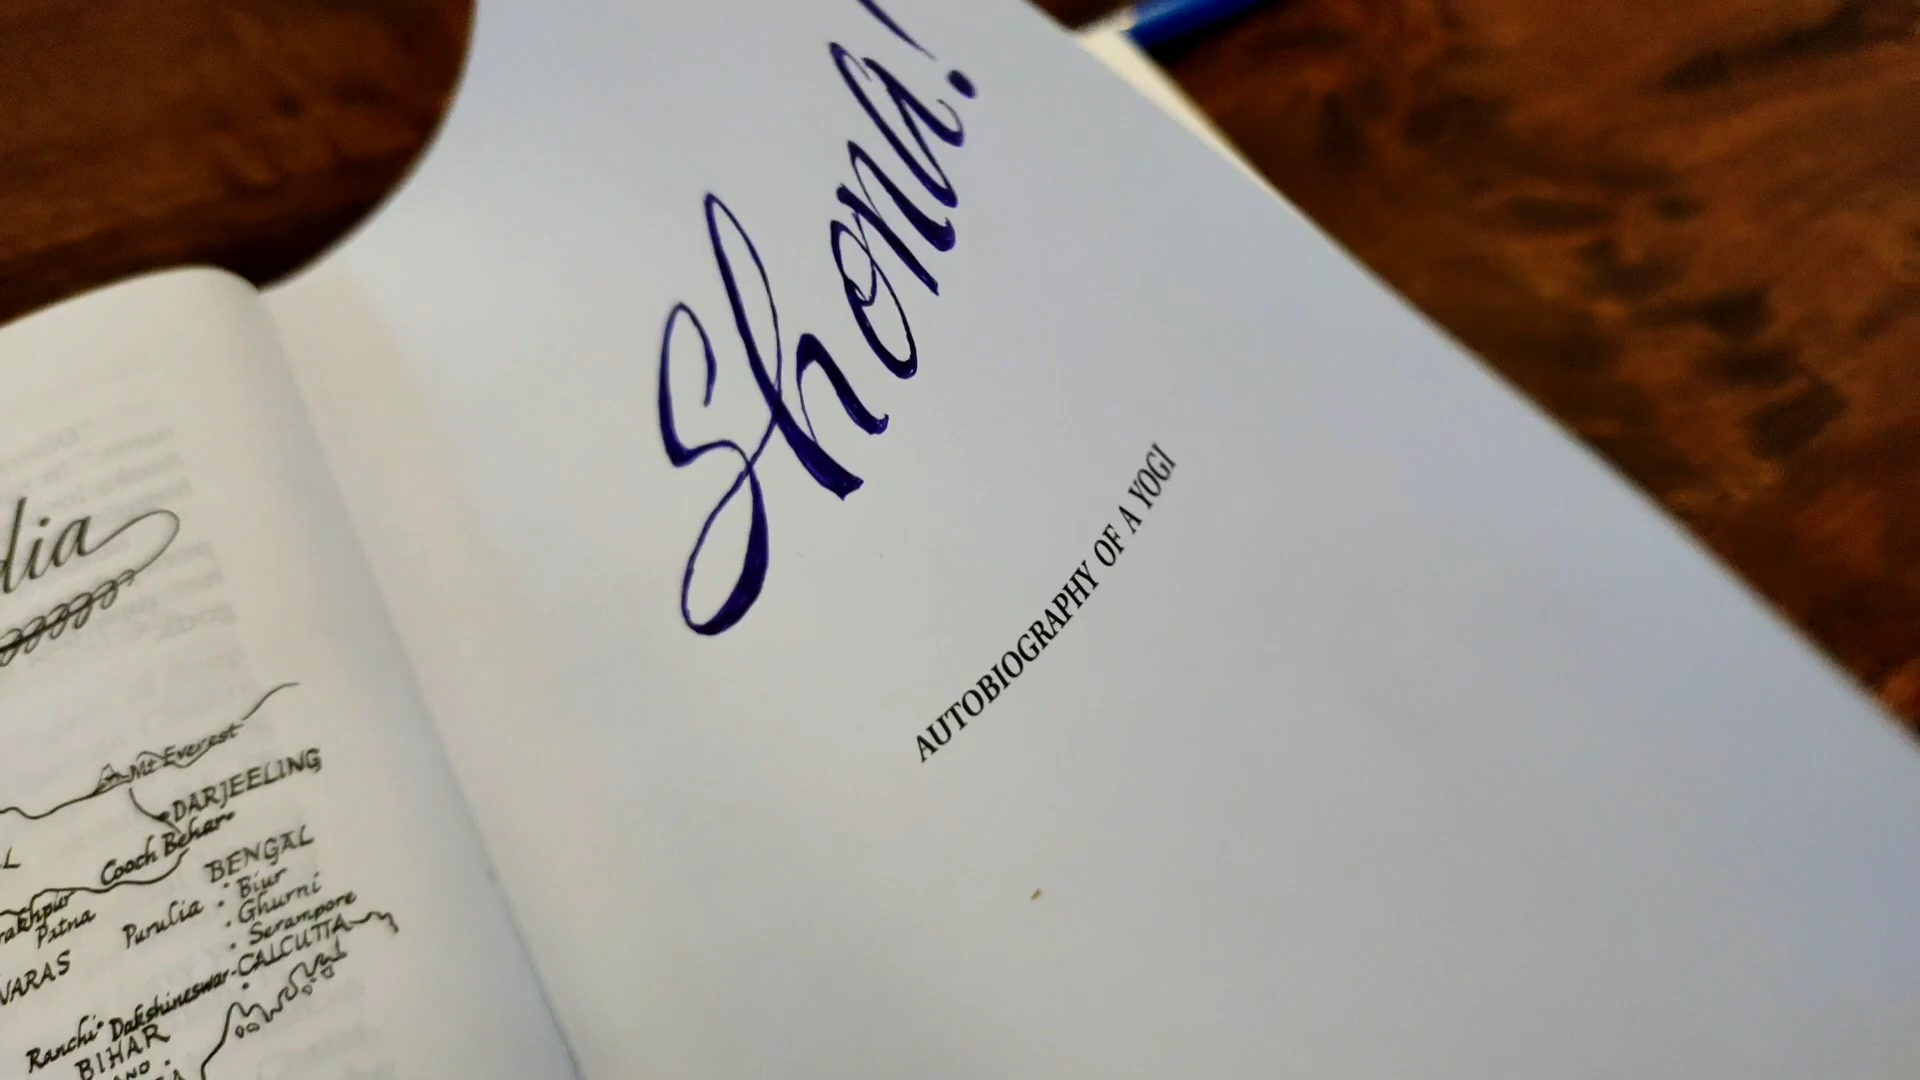 dia
Mt Everest
DARJEELING
Cooch Behar
BENGAL
Biur
Patna
Purulia
Ghurni
Serampore
CALCUTTA
Dakshineswar
Ranchi
BIHAR
AND
Shona!
AUTOBIOGRAPHY OF A YOGI